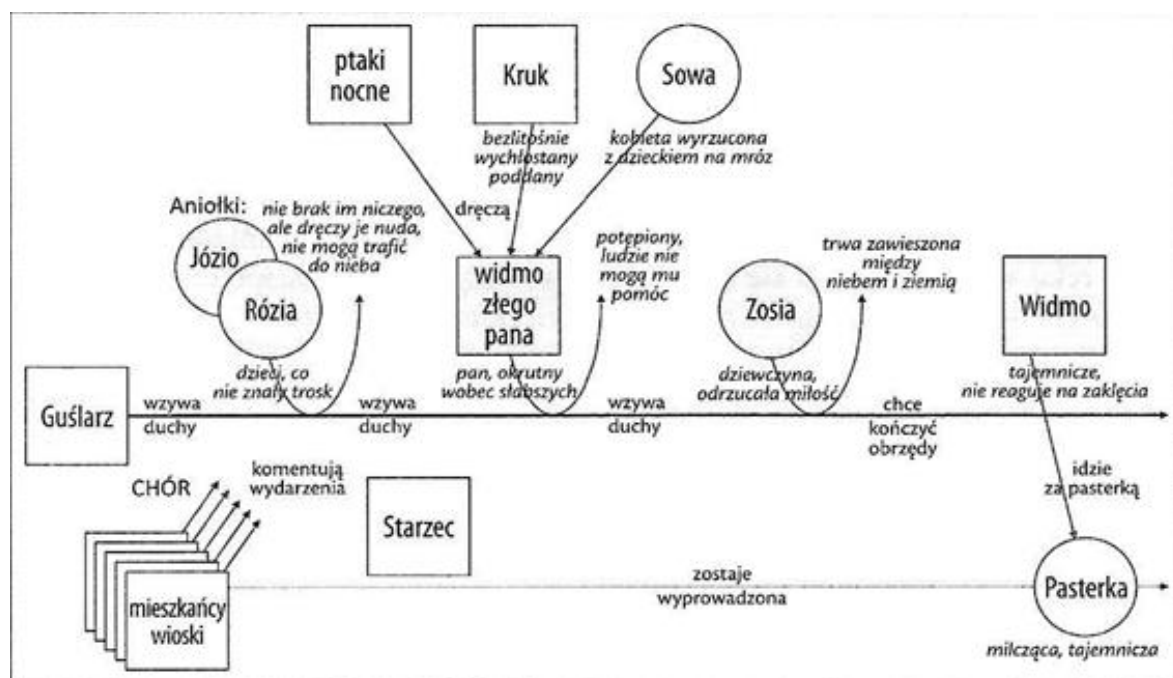 ptaki
nocne
Kruk
Sowa
bezlitośnie
wychłostany
poddany
kobieta wyrzucona
z dzieckiem na mróz
dręczą
Aniołki:
Józio
Rózia
nie brak im niczego,
ale dręczy je nuda,
nie mogą trafić
do nieba
widmo
złego
pana
potępiony,
ludzie nie
mogą mu
pomóc
Zosia
trwa zawieszona
między
niebem i ziemią
Widmo
dzieci, co
nie znały trosk
pan, okrutny
wobec słabszych
dziewczyna,
odrzucała miłość
tajemnicze,
nie reaguje na zaklęcia
Guślarz
wzywa
duchy
wzywa
duchy
wzywa
duchy
chce
kończyć
obrzędy
CHÓR
komentują
wydarzenia
Starzec
idzie
za pasterką
mieszkańcy
wioski
zostaje
wyprowadzona
Pasterka
milcząca, tajemnicza